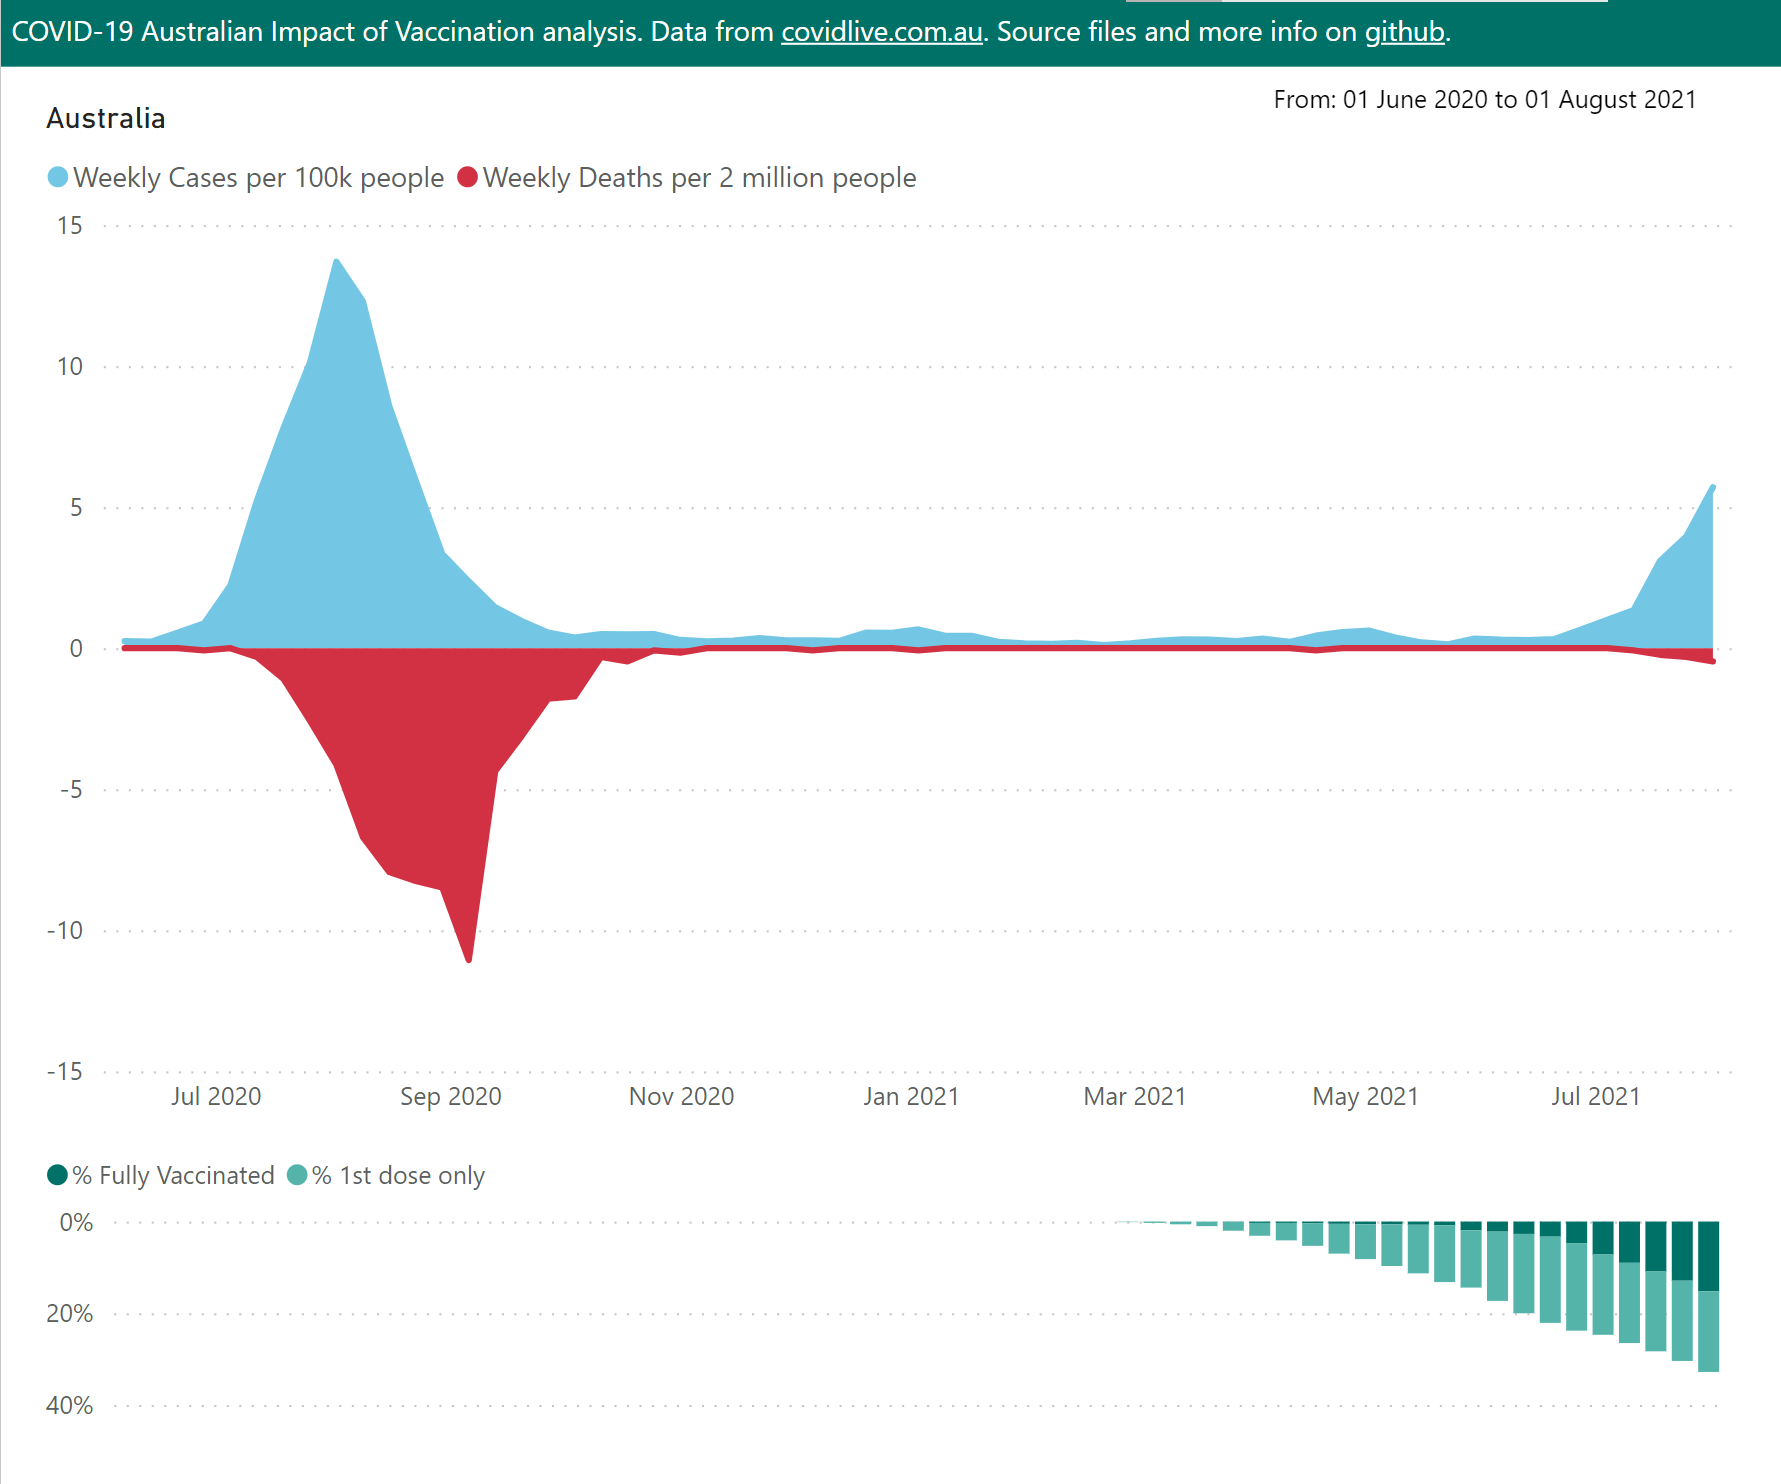 COVID-19 Australian Impact of Vaccination analysis. Data from covidlive.com.au. Source files and more info on github.
From: 01 June 2020 to 01 August 2021
Australia
Weekly Cases per 100k people Weekly Deaths per 2 million people
15
10
5
0
-5
-10
-15
Jul 2020 Sep 2020 Nov 2020 Jan 2021 Mar 2021 May 2021 Jul 2021
% Fully Vaccinated % 1st dose only
0%
20%
40%